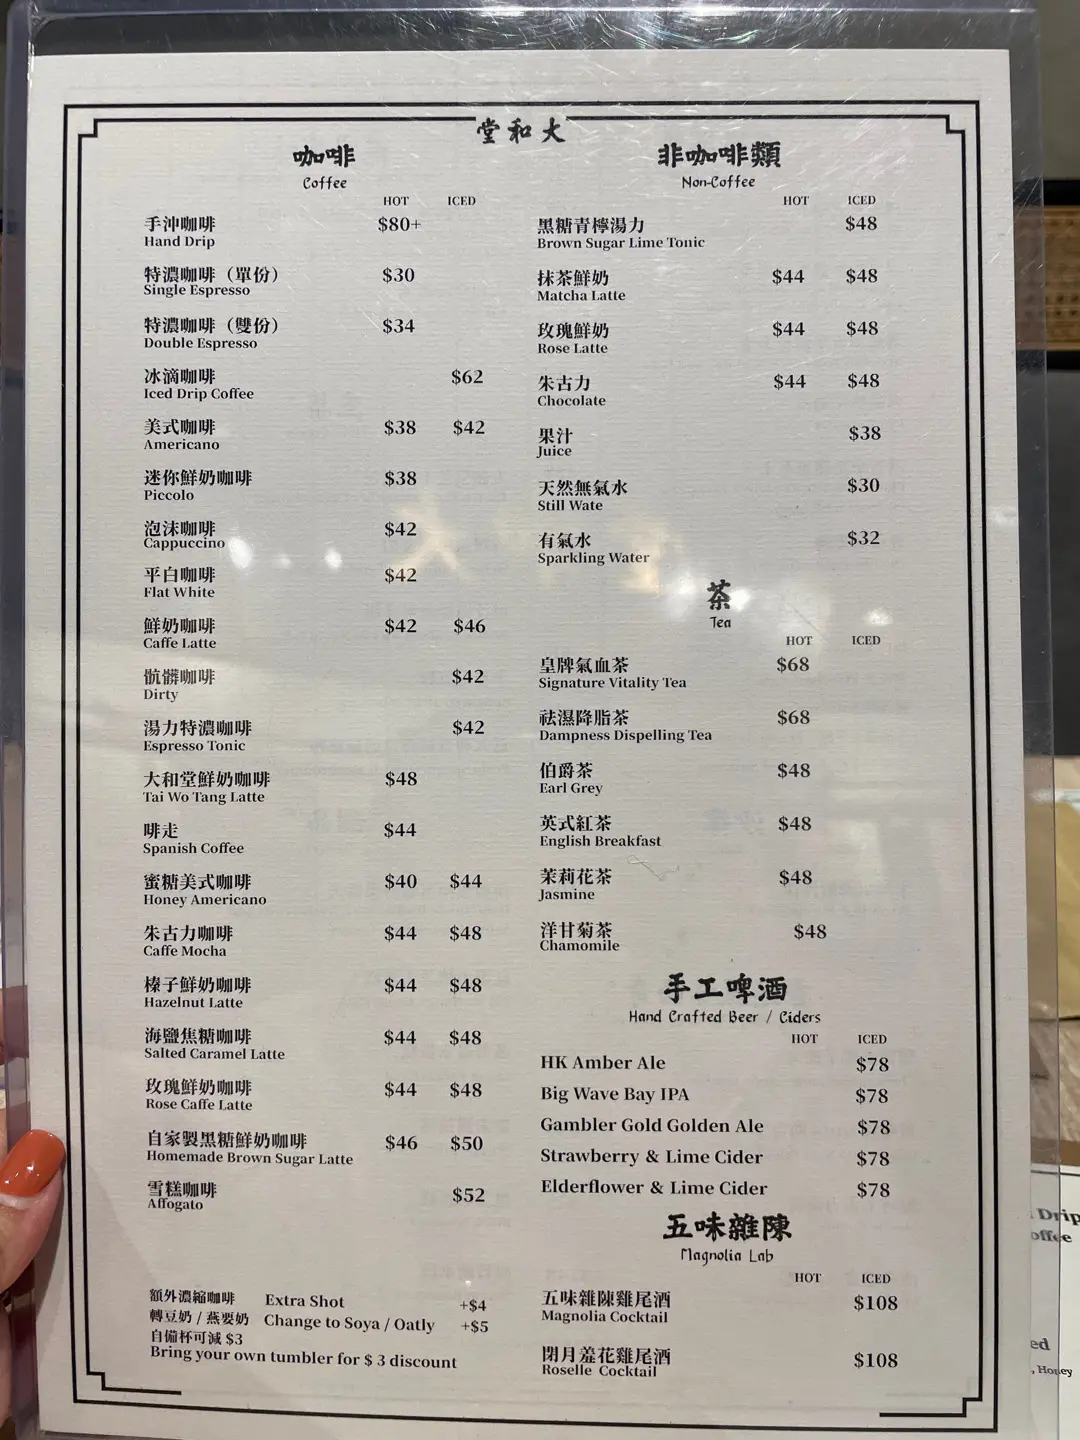 堂和大
咖啡
Coffee
HOT ICED
手沖咖啡 $80+
Hand Drip
特濃咖啡（單份） $30
Single Espresso
特濃咖啡（雙份） $34
Double Espresso
冰滴咖啡 $62
Iced Drip Coffee
美式咖啡 $38 $42
Americano
迷你鮮奶咖啡 $38
Piccolo
泡沫咖啡 $42
Cappuccino
平白咖啡 $42
Flat White
鮮奶咖啡 $42 $46
Caffe Latte
骯髒咖啡 $42
Dirty
湯力特濃咖啡 $42
Espresso Tonic
大和堂鮮奶咖啡 $48
Tai Wo Tang Latte
啡走 $44
Spanish Coffee
蜜糖美式咖啡 $40 $44
Honey Americano
朱古力咖啡 $44 $48
Caffe Mocha
榛子鮮奶咖啡 $44 $48
Hazelnut Latte
海鹽焦糖咖啡 $44 $48
Salted Caramel Latte
玫瑰鮮奶咖啡 $44 $48
Rose Caffe Latte
自家製黑糖鮮奶咖啡 $46 $50
Homemade Brown Sugar Latte
雪糕咖啡 $52
Affogato
額外濃縮咖啡 Extra Shot +$4
轉豆奶 / 燕麥奶 Change to Soya / Oatly +$5
自備杯可減 $3
Bring your own tumbler for $ 3 discount
非咖啡類
Non-Coffee
HOT ICED
黑糖青檸湯力 $48
Brown Sugar Lime Tonic
抹茶鮮奶 $44 $48
Matcha Latte
玫瑰鮮奶 $44 $48
Rose Latte
朱古力 $44 $48
Chocolate
果汁 $38
Juice
天然無氣水 $30
Still Wate
有氣水 $32
Sparkling Water
茶
Tea
HOT ICED
皇牌氣血茶 $68
Signature Vitality Tea
祛濕降脂茶 $68
Dampness Dispelling Tea
伯爵茶 $48
Earl Grey
英式紅茶 $48
English Breakfast
茉莉花茶 $48
Jasmine
洋甘菊茶 $48
Chamomile
手工啤酒
Hand Crafted Beer / Ciders
HOT ICED
HK Amber Ale $78
Big Wave Bay IPA $78
Gambler Gold Golden Ale $78
Strawberry & Lime Cider $78
Elderflower & Lime Cider $78
五味雜陳
Magnolia Lab
HOT ICED
五味雜陳雞尾酒 $108
Magnolia Cocktail
閉月羞花雞尾酒 $108
Roselle Cocktail
Drip
offee
ed
, Honey